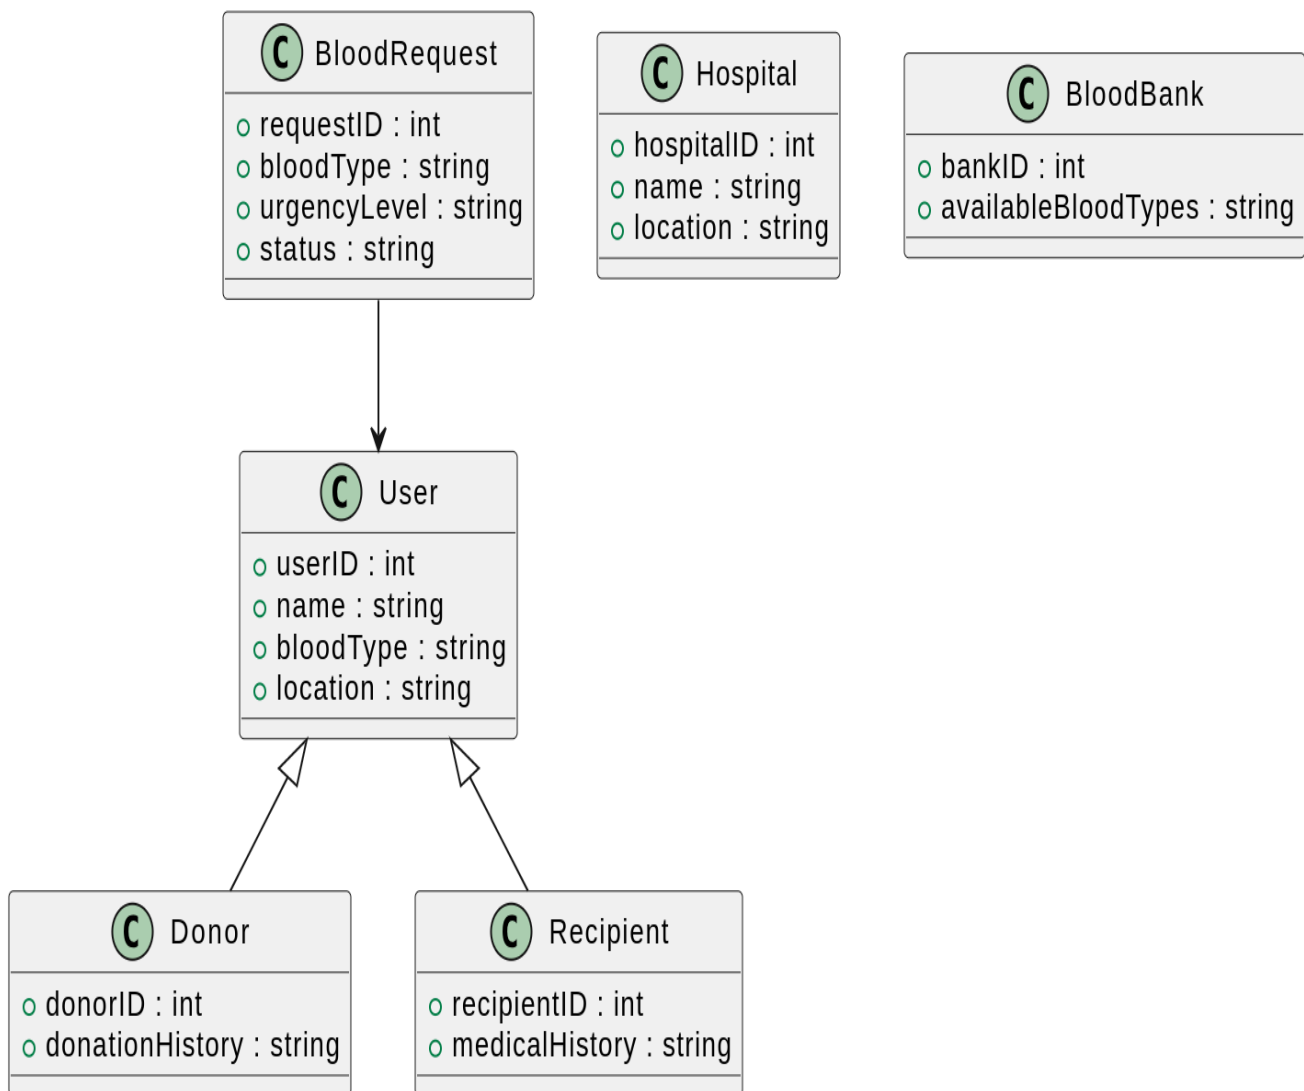 C BloodRequest
requestID : int
bloodType : string
urgencyLevel : string
status : string
C Hospital
hospitalID : int
name : string
location : string
C BloodBank
bankID : int
availableBloodTypes : string
C User
userID : int
name : string
bloodType : string
location : string
C Donor
donorID : int
donationHistory : string
C Recipient
recipientID : int
medicalHistory : string